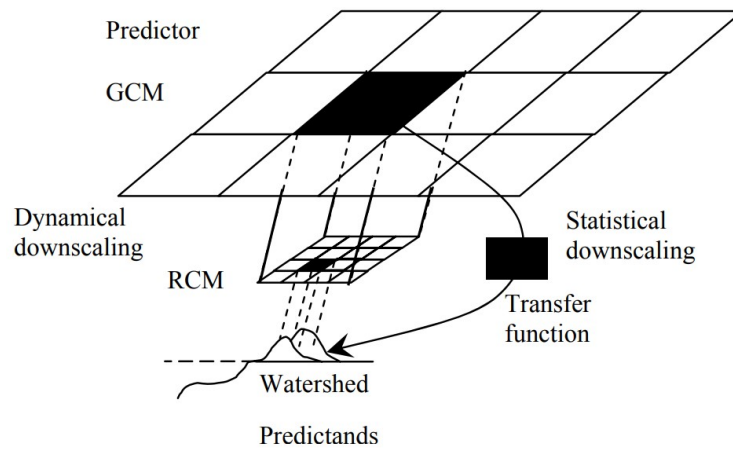 Predictor
GCM
Dynamical
downscaling
Statistical
downscaling
RCM
Transfer
function
Watershed
Predictands